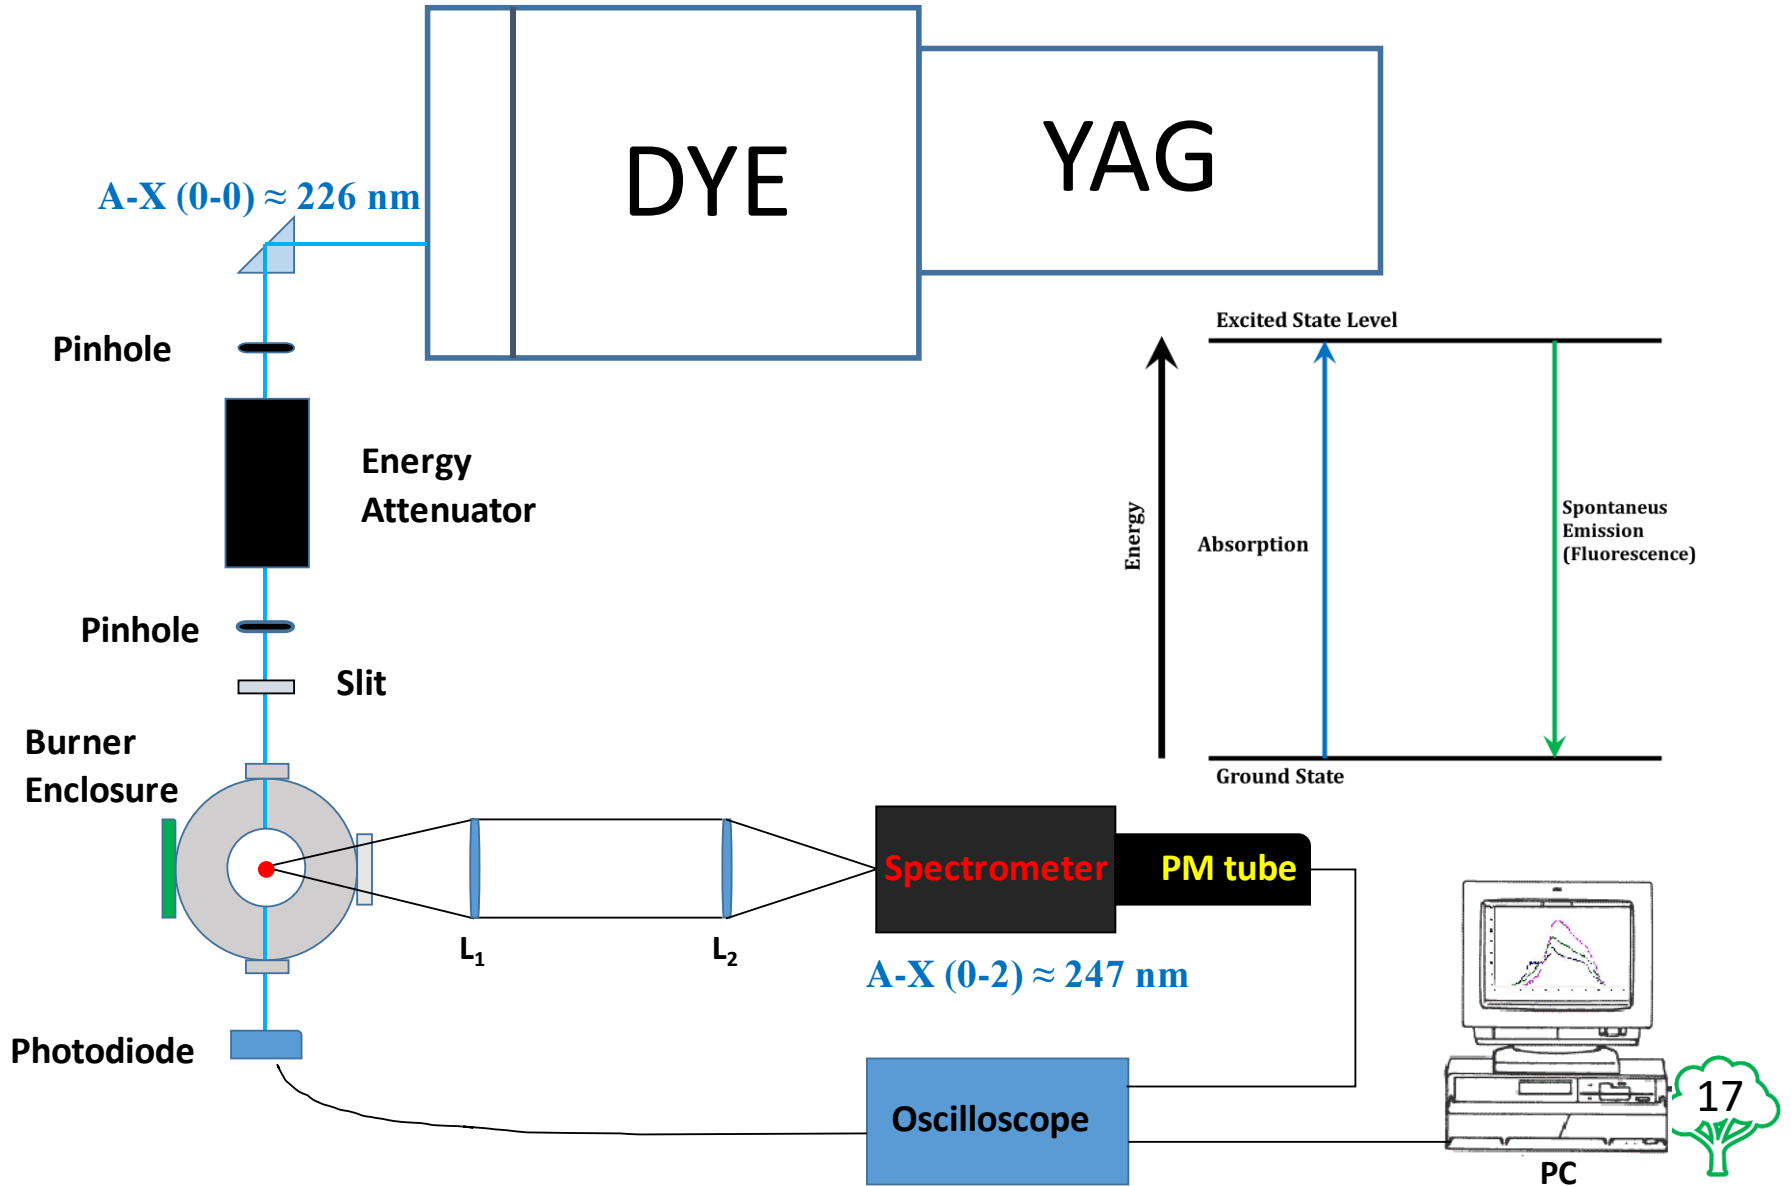 DYE
YAG
A-X (0-0) ≈ 226 nm
Pinhole
Energy
Attenuator
Pinhole
Slit
Burner
Enclosure
Excited State Level
Energy
Absorption
Spontaneus
Emission
(Fluorescence)
Ground State
Spectrometer
PM tube
L₁
L₂
A-X (0-2) ≈ 247 nm
Photodiode
Oscilloscope
PC
17